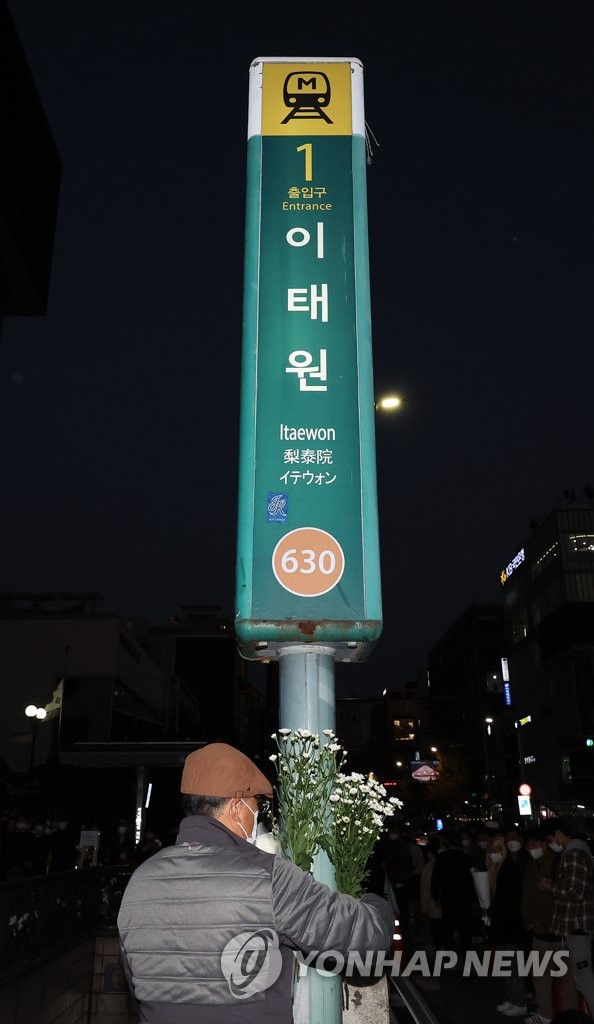 M
1
출입구
Entrance
이
태
원
Itaewon
梨泰院
イテウォン
630
YONHAP NEWS